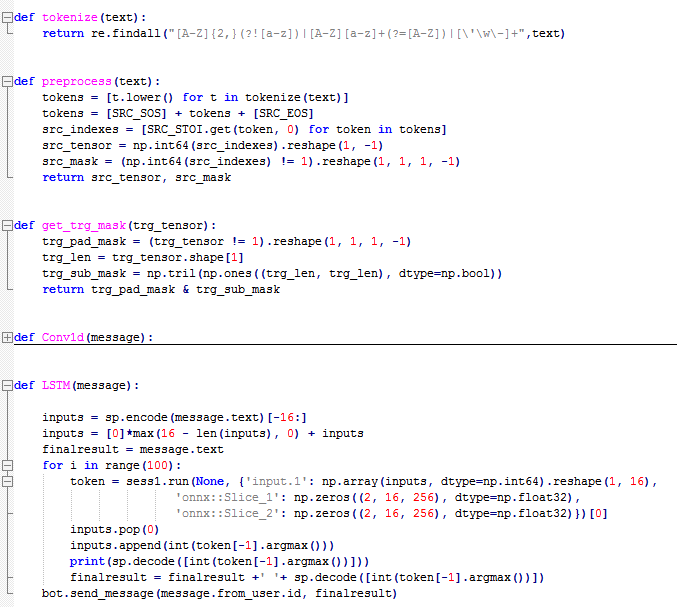 def tokenize(text):
    return re.findall("[A-Z]{2,}(?![a-z])|[A-Z][a-z]+(?=[A-Z])|[\'\w\-]+",text)
def preprocess(text):
    tokens = [t.lower() for t in tokenize(text)]
    tokens = [SRC_SOS] + tokens + [SRC_EOS]
    src_indexes = [SRC_STOI.get(token, 0) for token in tokens]
    src_tensor = np.int64(src_indexes).reshape(1, -1)
    src_mask = (np.int64(src_indexes) != 1).reshape(1, 1, 1, -1)
    return src_tensor, src_mask
def get_trg_mask(trg_tensor):
    trg_pad_mask = (trg_tensor != 1).reshape(1, 1, 1, -1)
    trg_len = trg_tensor.shape[1]
    trg_sub_mask = np.tril(np.ones((trg_len, trg_len), dtype=np.bool))
    return trg_pad_mask & trg_sub_mask
def Conv1d(message):
def LSTM(message):
    inputs = sp.encode(message.text)[-16:]
    inputs = [0]*max(16 - len(inputs), 0) + inputs
    finalresult = message.text
    for i in range(100):
        token = sess1.run(None, {'input.1': np.array(inputs, dtype=np.int64).reshape(1, 16),
                       'onnx::Slice_1': np.zeros((2, 16, 256), dtype=np.float32),
                       'onnx::Slice_2': np.zeros((2, 16, 256), dtype=np.float32)})[0]
        inputs.pop(0)
        inputs.append(int(token[-1].argmax()))
        print(sp.decode([int(token[-1].argmax())]))
        finalresult = finalresult +' '+ sp.decode([int(token[-1].argmax())])
    bot.send_message(message.from_user.id, finalresult)